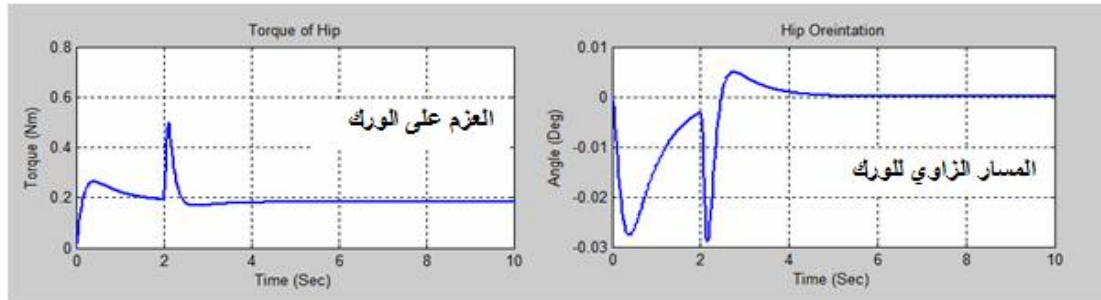 Torque of Hip
0.8
0.6
0.4
0.2
0
Torque (Nm)
العزم على الورك
0 2 4 6 8 10
Time (Sec)
Hip Oreintation
0.01
0
-0.01
-0.02
-0.03
Angle (Deg)
المسار الزاوي للورك
0 2 4 6 8 10
Time (Sec)